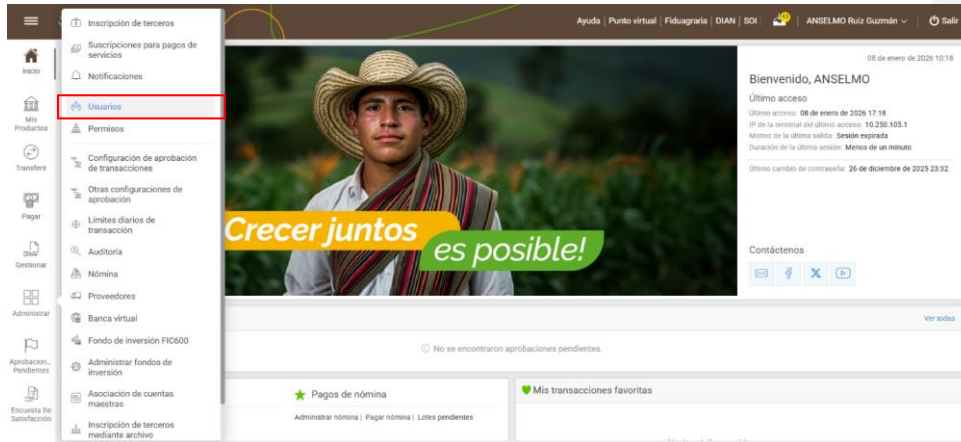 Ayuda | Punto virtual | Fiduagraria | DIAN | SOI
ANSELMO Ruiz Guzmán
Salir
Inicio
Mis
Productos
Transferir
Pagar
Gestionar
Administrar
Aprobacion...
Pendientes
Encuesta De
Satisfacción
Inscripción de terceros
Suscripciones para pagos de
servicios
Notificaciones
Usuarios
Permisos
Configuración de aprobación
de transacciones
Otras configuraciones de
aprobación
Límites diarios de
transacción
Auditoria
Nómina
Proveedores
Banca virtual
Fondo de inversión FIC600
Administrar fondos de
inversión
Asociación de cuentas
maestras
Inscripción de terceros
mediante archivo
Crecer juntos
es posible!
08 de enero de 2026 10:18
Bienvenido, ANSELMO
Último acceso
Último acceso: 08 de enero de 2026 17:18
IP de la terminal del último acceso: 10.250.105.1
Motivo de la última salida: Sesión expirada
Duración de la última sesión: Menos de un minuto
Último cambio de contraseña: 26 de diciembre de 2025 23:32
Contáctenos
Ver todas
No se encontraron aprobaciones pendientes.
Pagos de nómina
Administrar nómina | Pagar nómina | Lotes pendientes
Mis transacciones favoritas